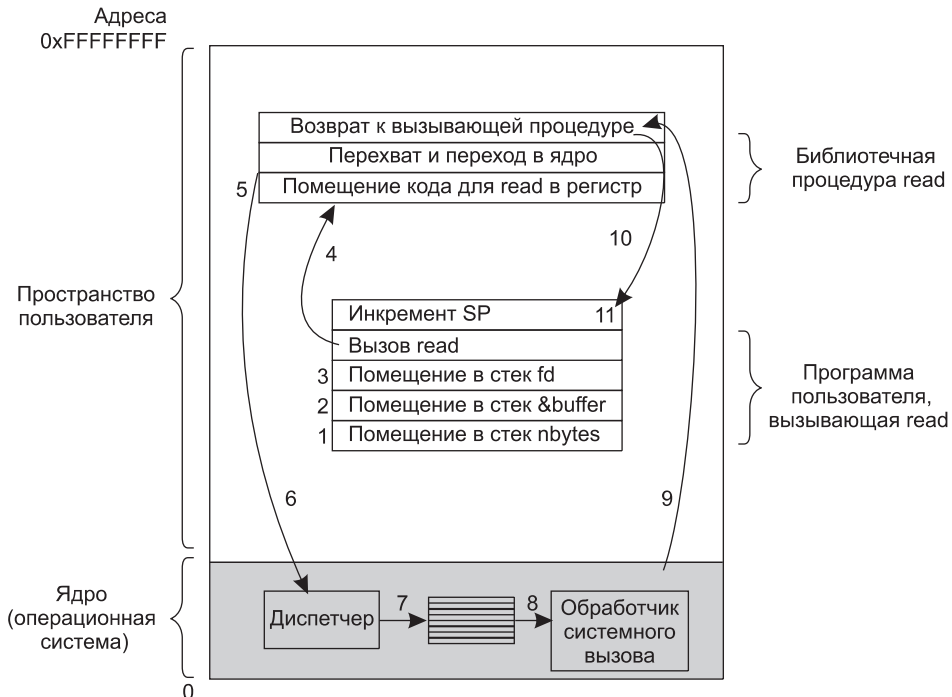 Адреса
0xFFFFFFFF
Возврат к вызывающей процедуре
Перехват и переход в ядро
5 Помещение кода для read в регистр
Библиотечная
процедура read
4
10
Пространство
пользователя
Инкремент SP 11
Вызов read
3 Помещение в стек fd
2 Помещение в стек &buffer
1 Помещение в стек nbytes
Программа
пользователя,
вызывающая read
6
9
Ядро
(операционная
система)
Диспетчер
7
8
Обработчик
системного
вызова
0